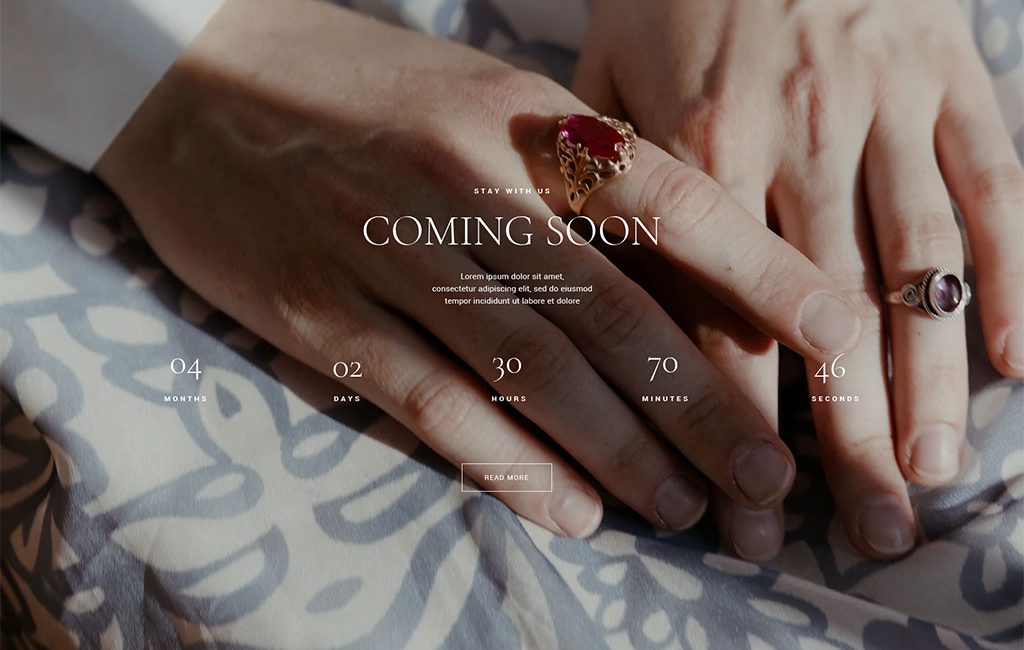 STAY WITH US
COMING SOON
Lorem ipsum dolor sit amet,
consectetur adipiscing elit, sed do eiusmod
tempor incididunt ut labore et dolore
04 02 30 70 46
MONTHS DAYS HOURS MINUTES SECONDS
READ MORE